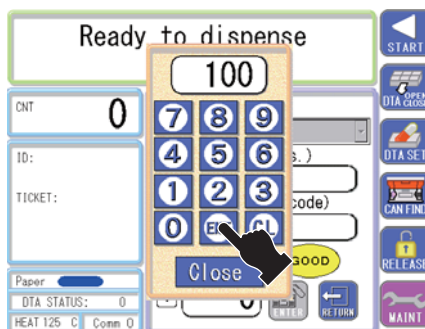 Ready to dispense
START
100
DTA OPEN
CLOSE
CNT 0
7 8 9
ID:
4 5 6
s.)
DTA SET
TICKET:
1 2 3
code)
CAN FIND
0 CL
GOOD
RELEASE
Close
Paper
DTA STATUS: 0
0
ENTER
RETURN
HEAT 125 C Comm 0
MAINT